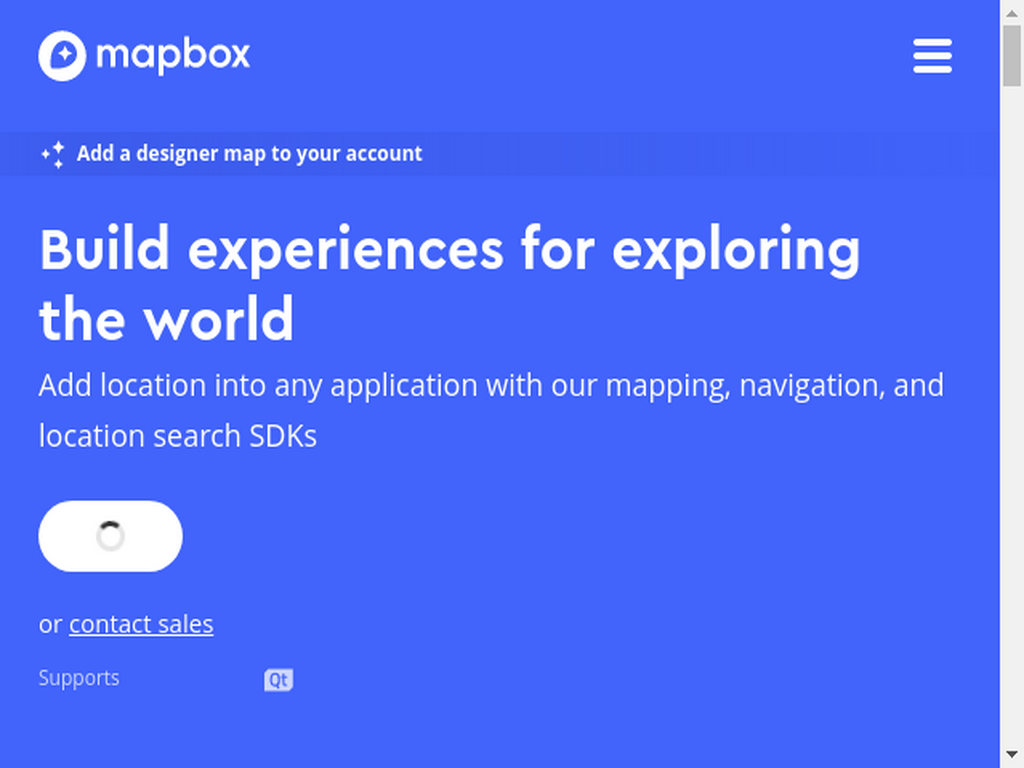 mapbox
Add a designer map to your account
Build experiences for exploring
the world
Add location into any application with our mapping, navigation, and
location search SDKs
or contact sales
Supports
Qt